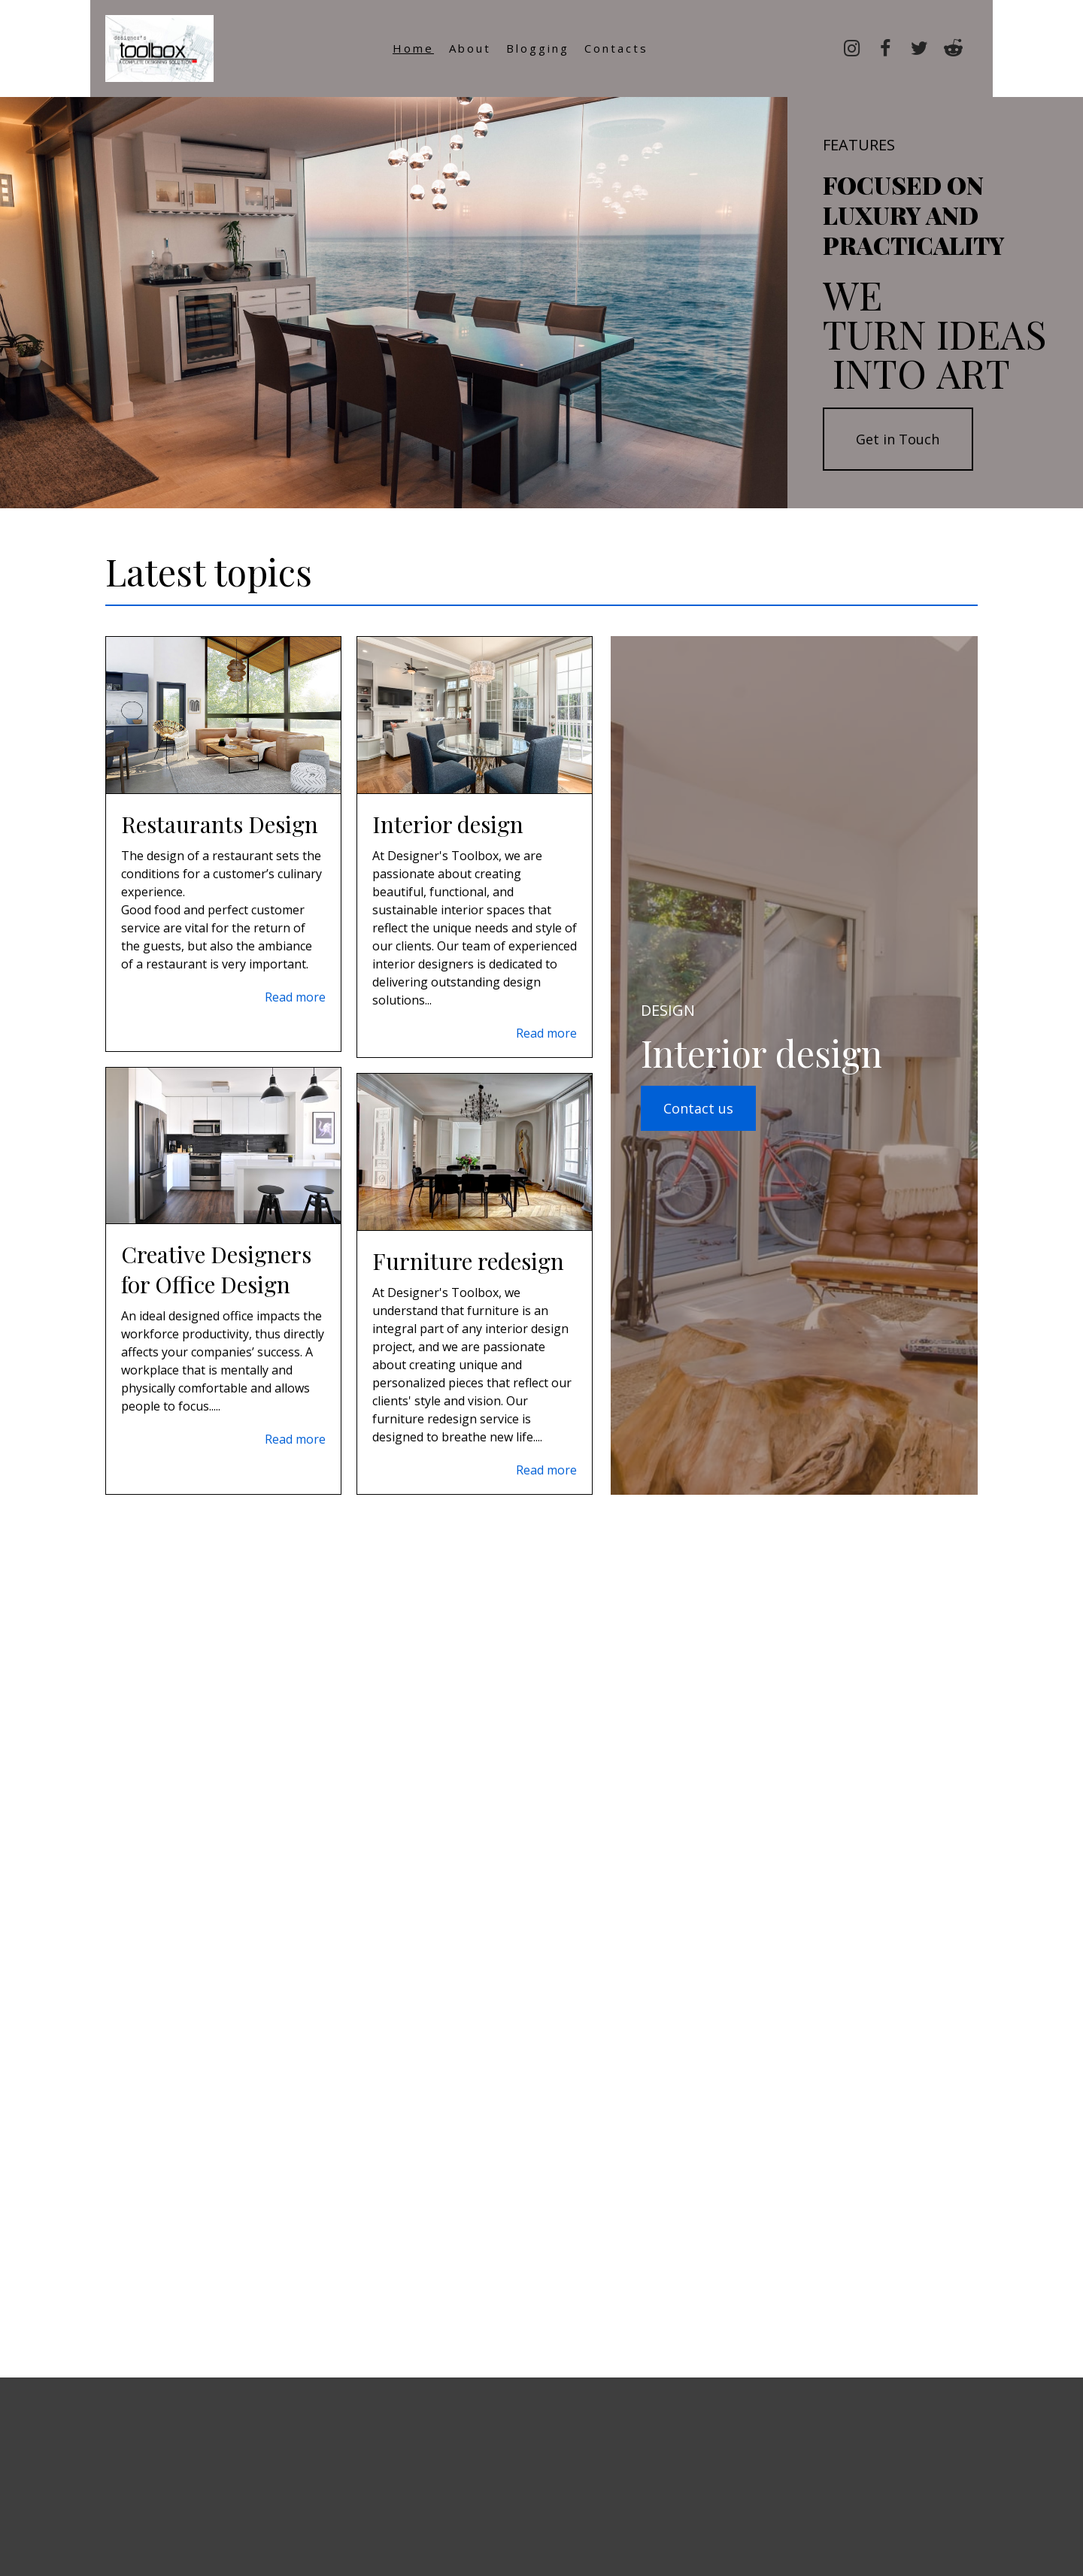 designer's
toolbox
A COMPLETE DESIGNING SOLUTION
Home
About
Blogging
Contacts
FEATURES
FOCUSED ON
LUXURY AND
PRACTICALITY
WE
TURN IDEAS
INTO ART
Get in Touch
Latest topics
Restaurants Design
The design of a restaurant sets the
conditions for a customer’s culinary
experience.
Good food and perfect customer
service are vital for the return of
the guests, but also the ambiance
of a restaurant is very important.
Read more
Interior design
At Designer's Toolbox, we are
passionate about creating
beautiful, functional, and
sustainable interior spaces that
reflect the unique needs and style of
our clients. Our team of experienced
interior designers is dedicated to
delivering outstanding design
solutions...
Read more
Creative Designers
for Office Design
An ideal designed office impacts the
workforce productivity, thus directly
affects your companies’ success. A
workplace that is mentally and
physically comfortable and allows
people to focus.....
Read more
Furniture redesign
At Designer's Toolbox, we
understand that furniture is an
integral part of any interior design
project, and we are passionate
about creating unique and
personalized pieces that reflect our
clients' style and vision. Our
furniture redesign service is
designed to breathe new life....
Read more
DESIGN
Interior design
Contact us